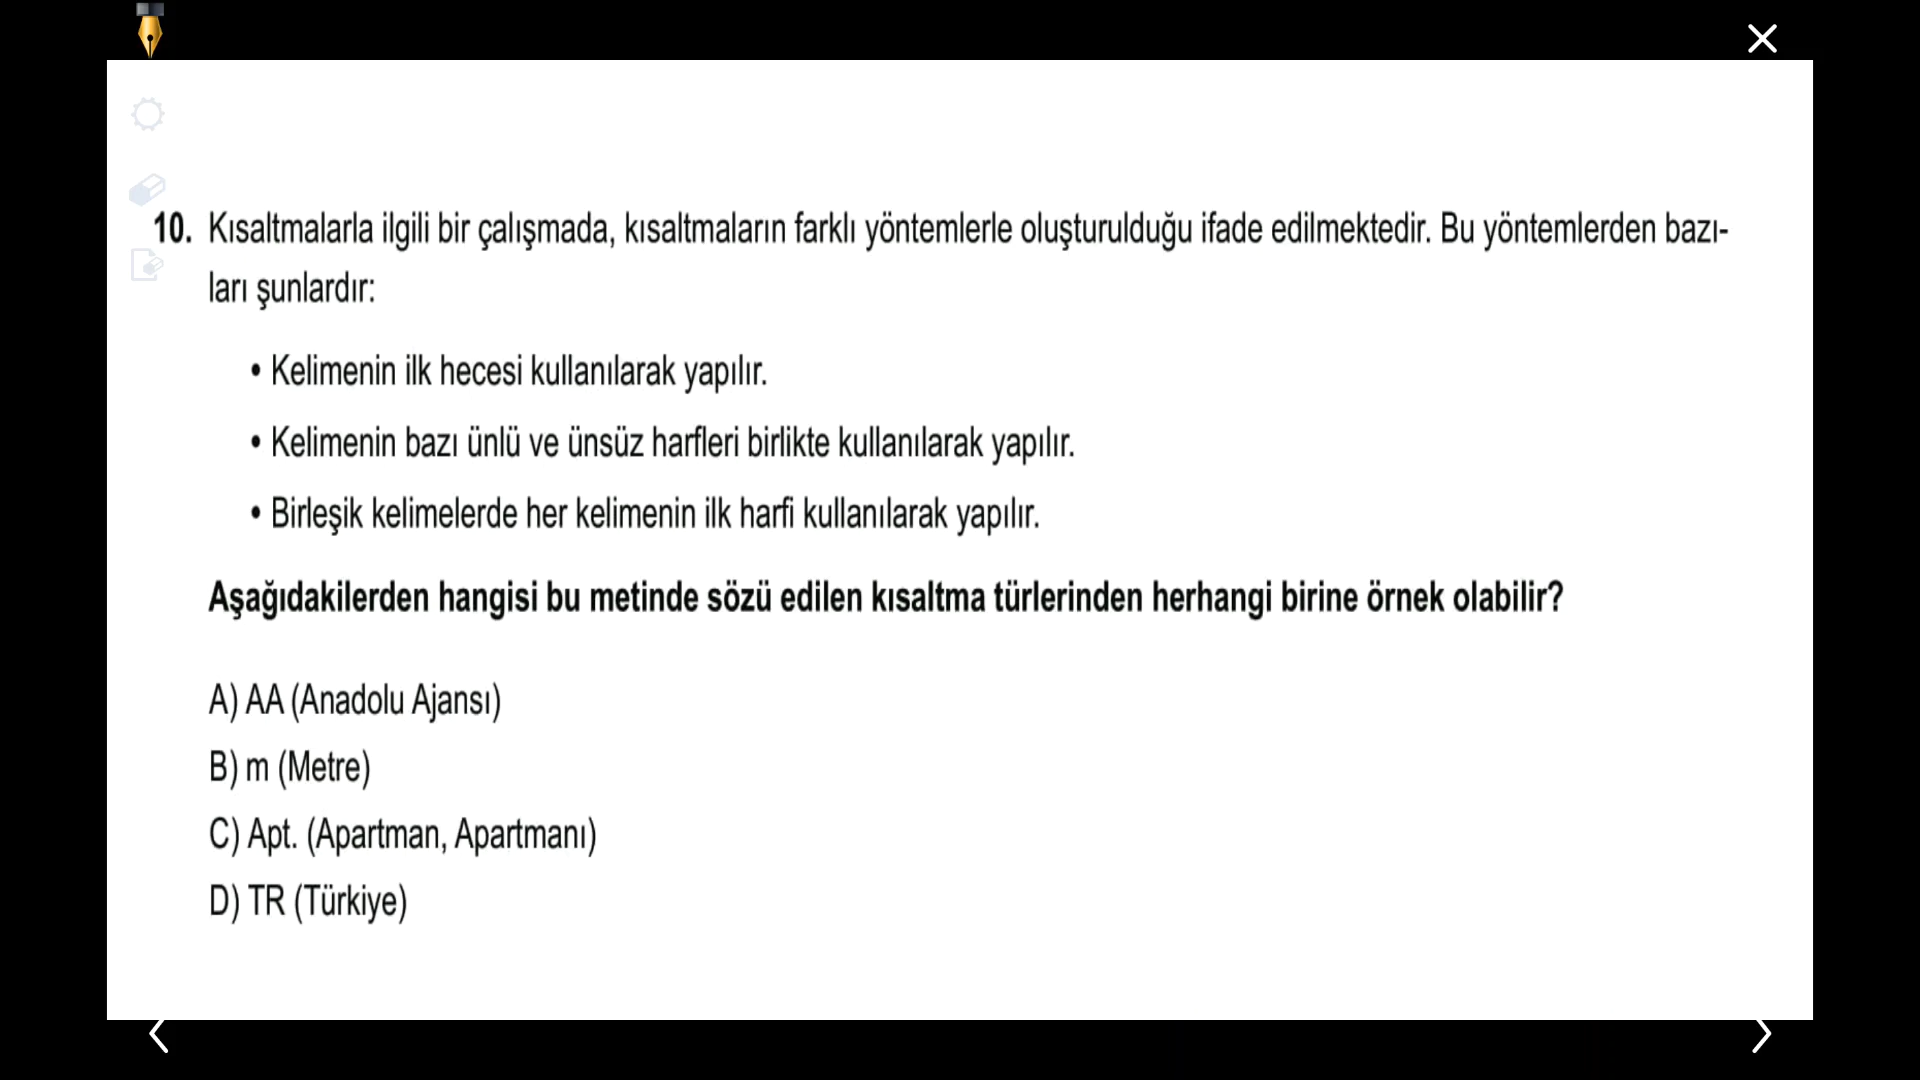 10. Kısaltmalarla ilgili bir çalışmada, kısaltmaların farklı yöntemlerle oluşturulduğu ifade edilmektedir. Bu yöntemlerden bazı-
ları şunlardır:
• Kelimenin ilk hecesi kullanılarak yapılır.
• Kelimenin bazı ünlü ve ünsüz harfleri birlikte kullanılarak yapılır.
• Birleşik kelimelerde her kelimenin ilk harfi kullanılarak yapılır.
Aşağıdakilerden hangisi bu metinde sözü edilen kısaltma türlerinden herhangi birine örnek olabilir?
A) AA (Anadolu Ajansı)
B) m (Metre)
C) Apt. (Apartman, Apartmanı)
D) TR (Türkiye)